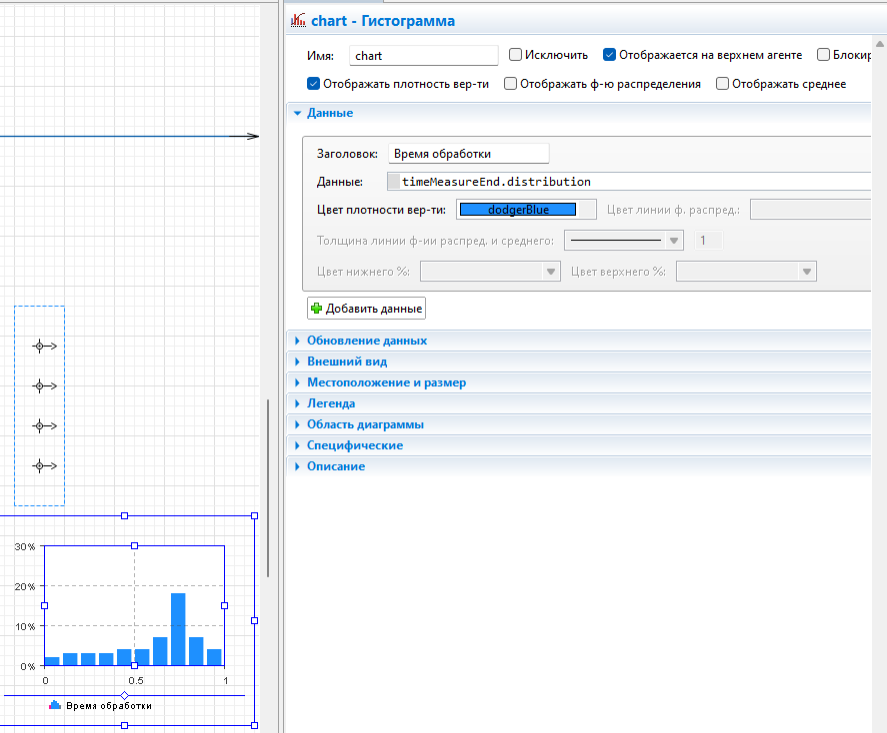 chart - Гистограмма
Имя: chart Исключить Отображается на верхнем агенте Блокир
Отображать плотность вер-ти Отображать ф-ю распределения Отображать среднее
Данные
Заголовок: Время обработки
Данные: timeMeasureEnd.distribution
Цвет плотности вер-ти: dodgerBlue Цвет линии ф. распред.:
Толщина линии ф-ии распред. и среднего: 1
Цвет нижнего %: Цвет верхнего %:
Добавить данные
Обновление данных
Внешний вид
Местоположение и размер
Легенда
Область диаграммы
Специфические
Описание
30%
20%
10%
0%
0 0.5 1
Время обработки